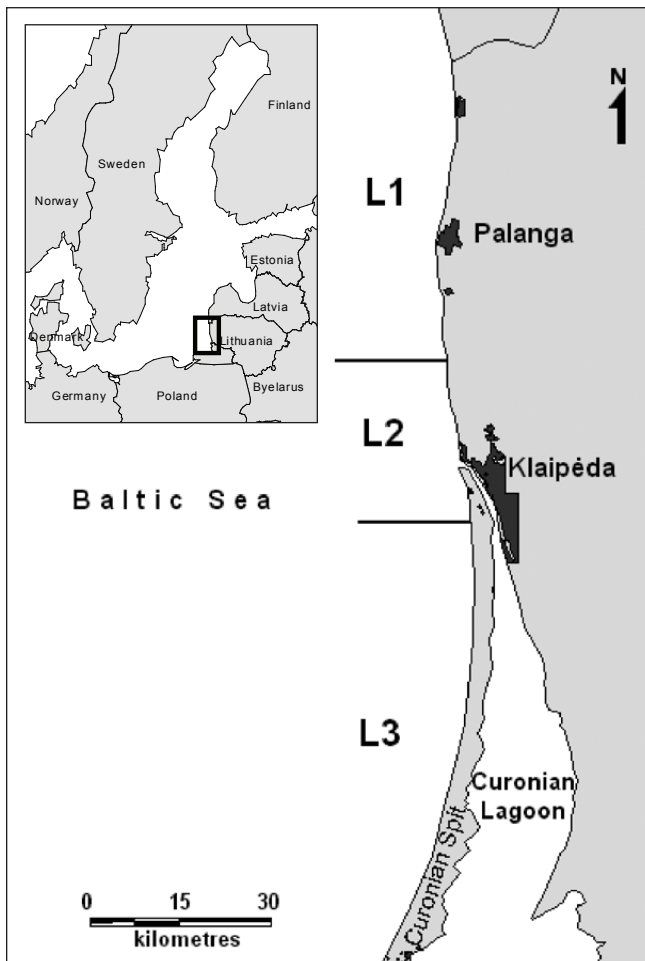 Finland
Sweden
Norway
Estonia
Latvia
Denmark
Lithuania
Germany
Poland
Byelarus
N
L1
Palanga
L2
Klaipėda
Baltic Sea
L3
Curonian
Lagoon
Curonian Spit
0 15 30
kilometres